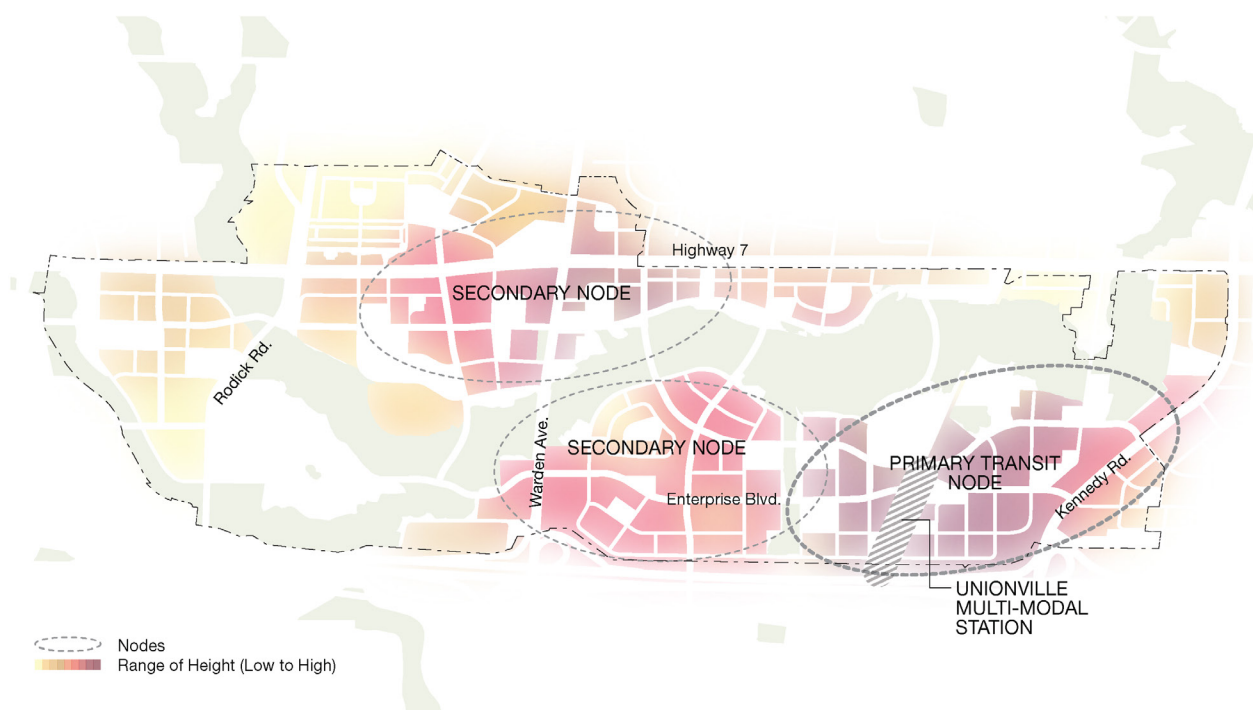 Highway 7
SECONDARY NODE
Rodick Rd.
Warden Ave.
SECONDARY NODE
PRIMARY TRANSIT
NODE
Kennedy Rd.
Enterprise Blvd.
UNIONVILLE
MULTI-MODAL
STATION
Nodes
Range of Height (Low to High)